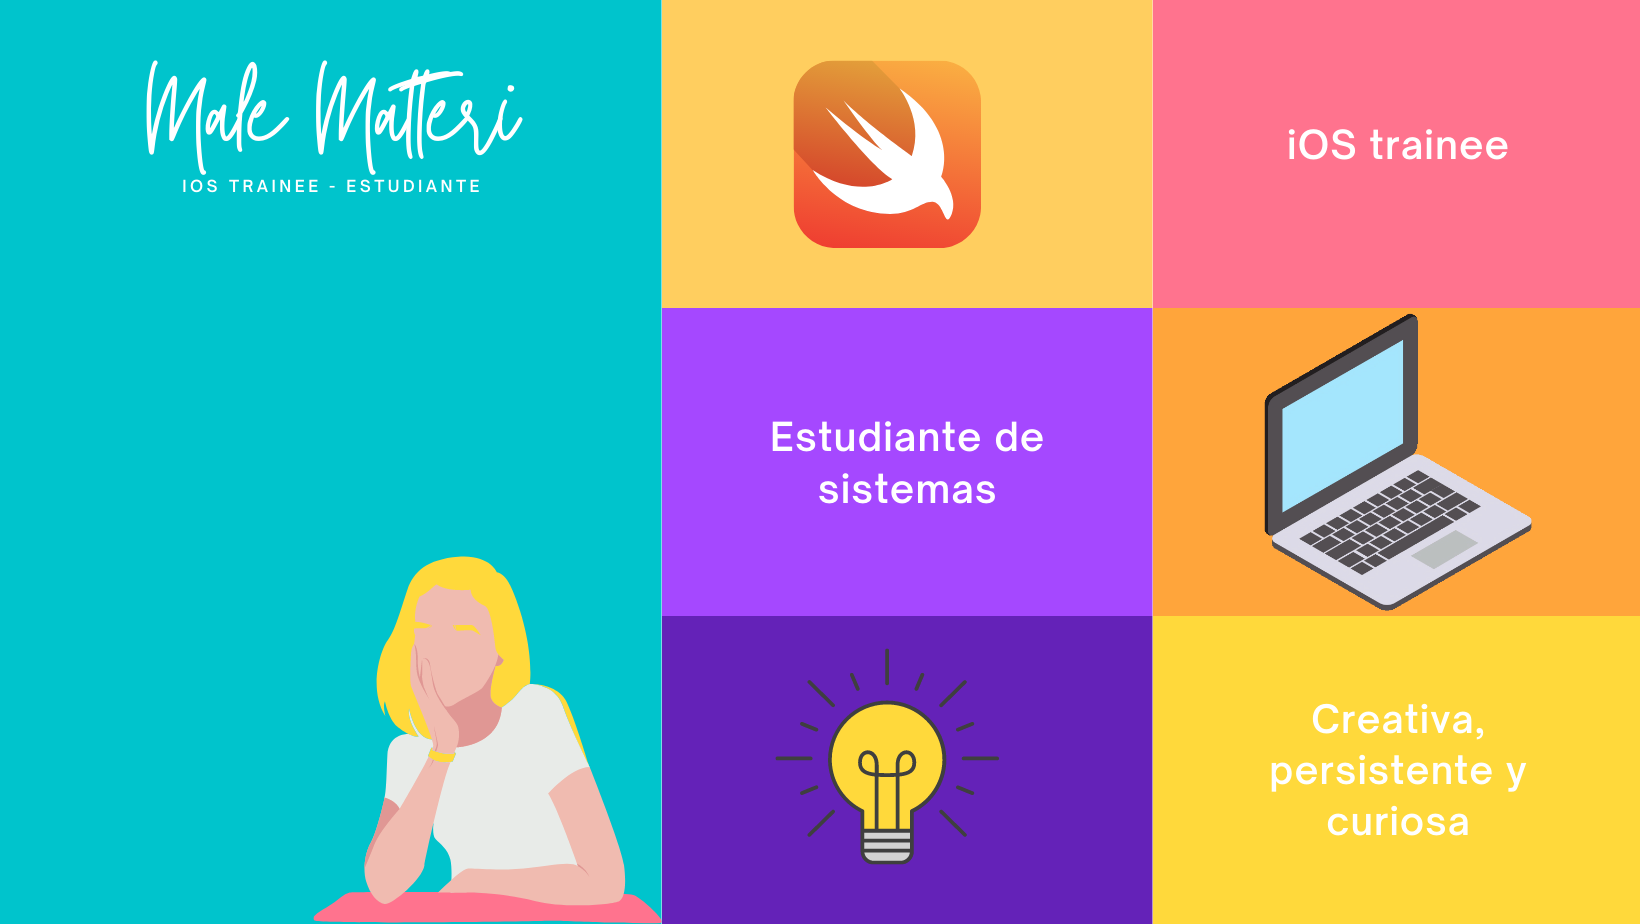 Male Matteri
IOS TRAINEE - ESTUDIANTE
iOS trainee
Estudiante de
sistemas
Creativa,
persistente y
curiosa